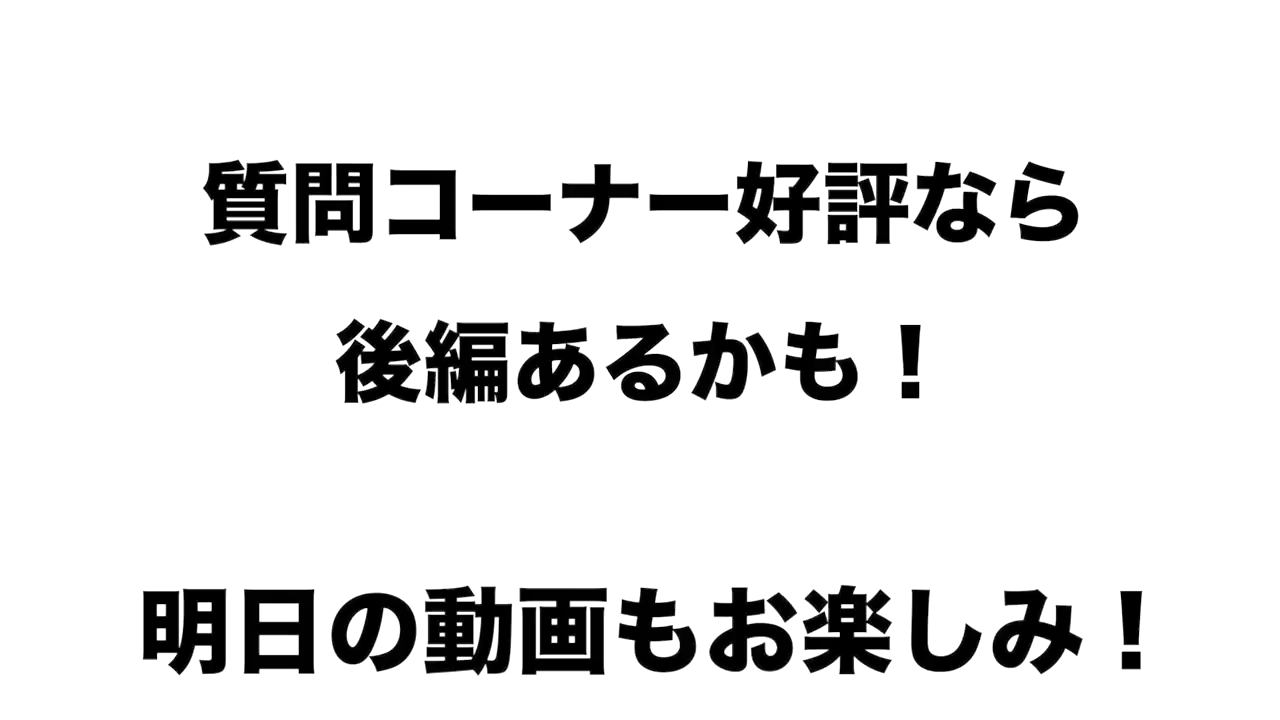 質問コーナー好評なら
後編あるかも！
明日の動画もお楽しみ！